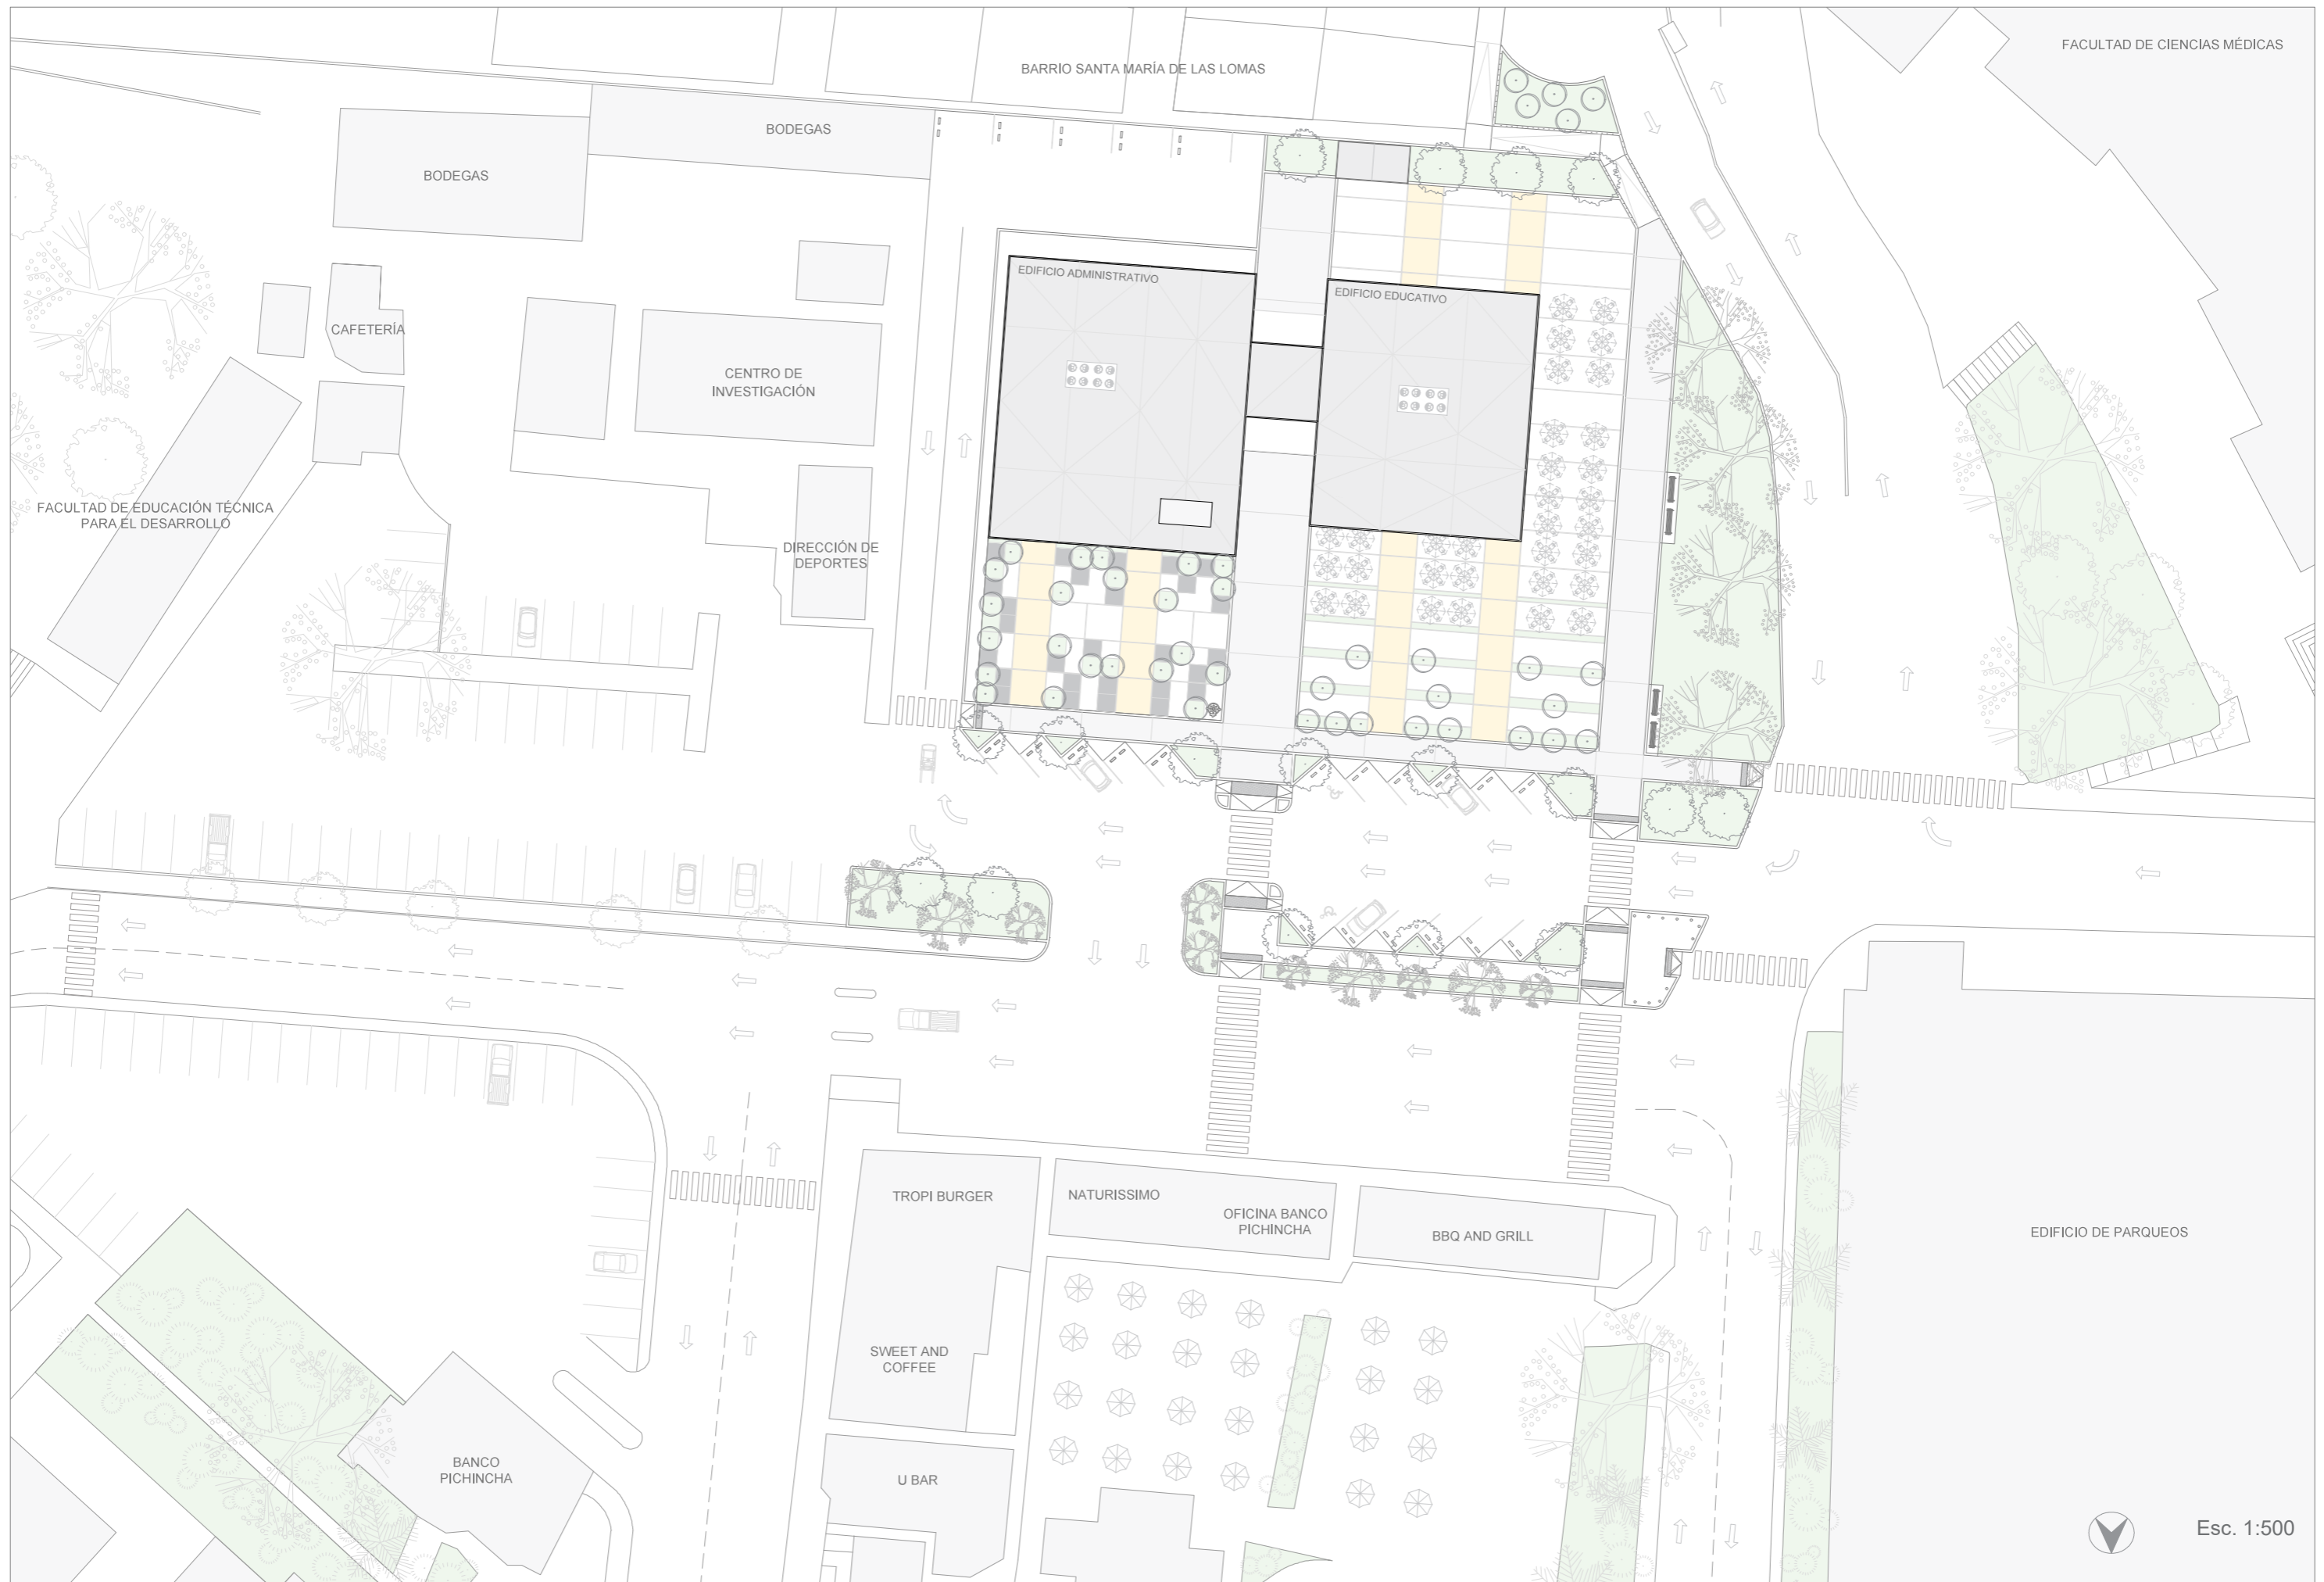 FACULTAD DE CIENCIAS MÉDICAS
BARRIO SANTA MARÍA DE LAS LOMAS
BODEGAS
BODEGAS
EDIFICIO ADMINISTRATIVO
EDIFICIO EDUCATIVO
CAFETERÍA
CENTRO DE
INVESTIGACIÓN
FACULTAD DE EDUCACIÓN TÉCNICA
PARA EL DESARROLLO
DIRECCIÓN DE
DEPORTES
TROPI BURGER
NATURISSIMO
OFICINA BANCO
PICHINCHA
BBQ AND GRILL
EDIFICIO DE PARQUEOS
SWEET AND
COFFEE
BANCO
PICHINCHA
U BAR
Esc. 1:500